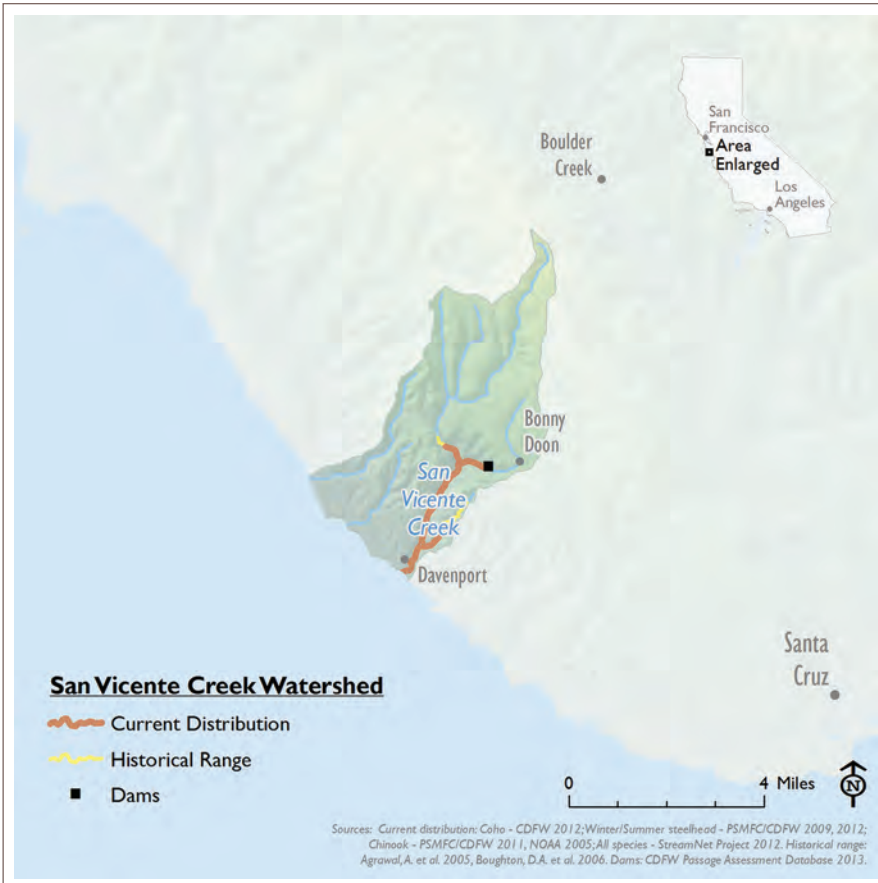 San
Francisco
Area
Enlarged
Los
Angeles
Boulder
Creek
Bonny
Doon
San
Vicente
Creek
Davenport
Santa
Cruz
San Vicente Creek Watershed
Current Distribution
Historical Range
Dams
0 4 Miles
N
Sources: Current distribution: Coho - CDFW 2012; Winter/Summer steelhead - PSMFC/CDFW 2009, 2012;
Chinook - PSMFC/CDFW 2011, NOAA 2005; All species - StreamNet Project 2012. Historical range:
Agrawal, A. et al. 2005, Boughton, D.A. et al. 2006. Dams: CDFW Passage Assessment Database 2013.